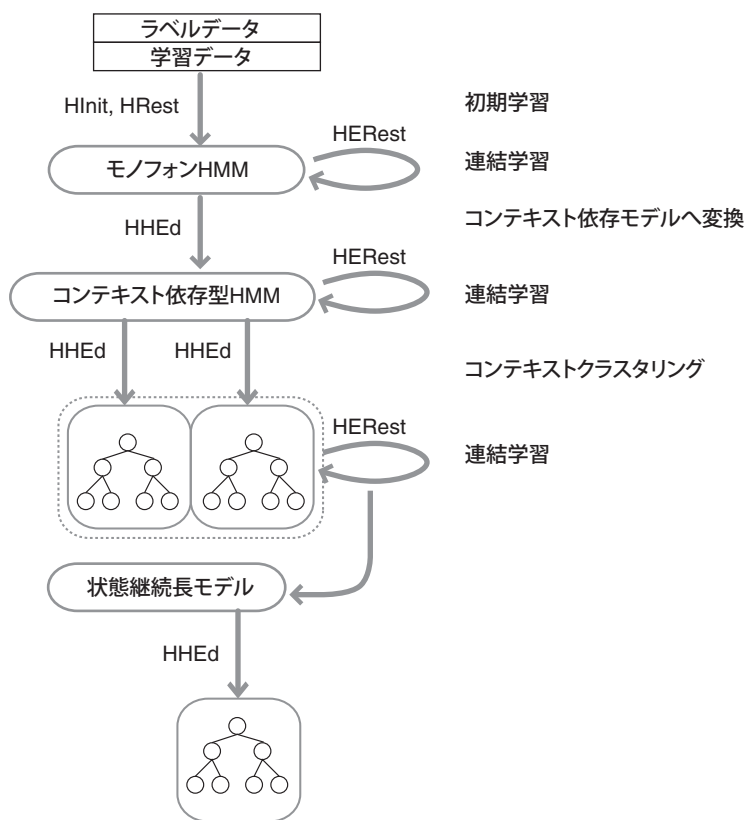 ラベルデータ
学習データ
HInit, HRest
初期学習
HERest
モノフォンHMM
連結学習
HHEd
コンテキスト依存モデルへ変換
HERest
コンテキスト依存型HMM
連結学習
HHEd
HHEd
コンテキストクラスタリング
HERest
連結学習
状態継続長モデル
HHEd